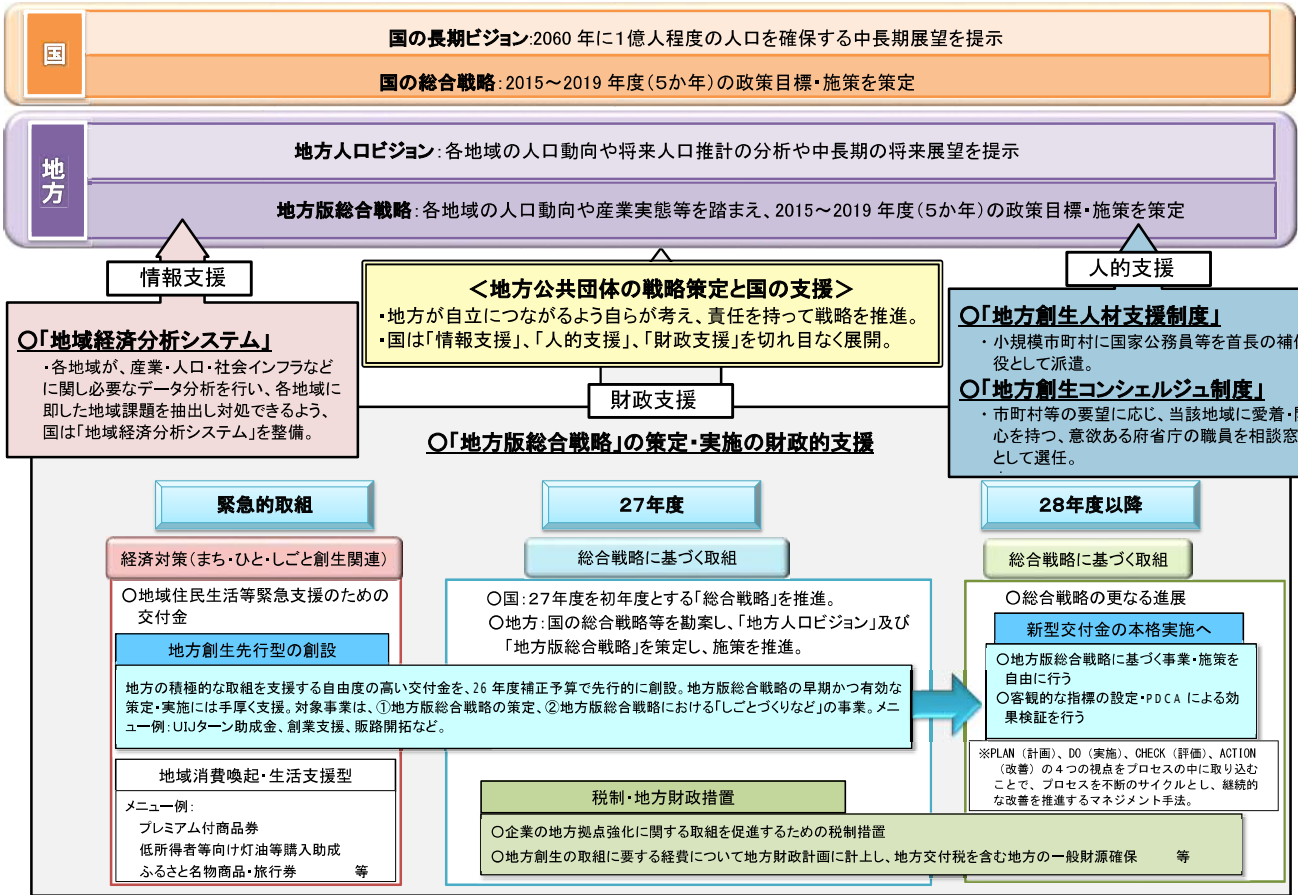 国
国の長期ビジョン:2060 年に1億人程度の人口を確保する中長期展望を提示
国の総合戦略:2015～2019 年度(5か年)の政策目標・施策を策定
地方
地方人口ビジョン:各地域の人口動向や将来人口推計の分析や中長期の将来展望を提示
地方版総合戦略:各地域の人口動向や産業実態等を踏まえ、2015～2019 年度(5か年)の政策目標・施策を策定
情報支援
○「地域経済分析システム」
・各地域が、産業・人口・社会インフラなど
に関し必要なデータ分析を行い、各地域に
即した地域課題を抽出し対処できるよう、
国は「地域経済分析システム」を整備。
＜地方公共団体の戦略策定と国の支援＞
・地方が自立につながるよう自らが考え、責任を持って戦略を推進。
・国は「情報支援」、「人的支援」、「財政支援」を切れ目なく展開。
人的支援
○「地方創生人材支援制度」
・小規模市町村に国家公務員等を首長の補
役として派遣。
○「地方創生コンシェルジュ制度」
・市町村等の要望に応じ、当該地域に愛着・
心を持つ、意欲ある府省庁の職員を相談窓
として選任。
財政支援
○「地方版総合戦略」の策定・実施の財政的支援
緊急的取組
経済対策(まち・ひと・しごと創生関連)
○地域住民生活等緊急支援のための
交付金
地方創生先行型の創設
地方の積極的な取組を支援する自由度の高い交付金を、26 年度補正予算で先行的に創設。地方版総合戦略の早期かつ有効な
策定・実施には手厚く支援。対象事業は、①地方版総合戦略の策定、②地方版総合戦略における「しごとづくりなど」の事業。メニ
ュー例:UIJターン助成金、創業支援、販路開拓など。
地域消費喚起・生活支援型
メニュー例:
プレミアム付商品券
低所得者等向け灯油等購入助成
ふるさと名物商品・旅行券 等
27年度
総合戦略に基づく取組
○国:27年度を初年度とする「総合戦略」を推進。
○地方:国の総合戦略等を勘案し、「地方人口ビジョン」及び
「地方版総合戦略」を策定し、施策を推進。
税制・地方財政措置
○企業の地方拠点強化に関する取組を促進するための税制措置
○地方創生の取組に要する経費について地方財政計画に計上し、地方交付税を含む地方の一般財源確保 等
28年度以降
総合戦略に基づく取組
○総合戦略の更なる進展
新型交付金の本格実施へ
○地方版総合戦略に基づく事業・施策を
自由に行う
○客観的な指標の設定・PDCA による効
果検証を行う
※PLAN（計画）、DO（実施）、CHECK（評価）、ACTION
（改善）の４つの視点をプロセスの中に取り込む
ことで、プロセスを不断のサイクルとし、継続的
な改善を推進するマネジメント手法。